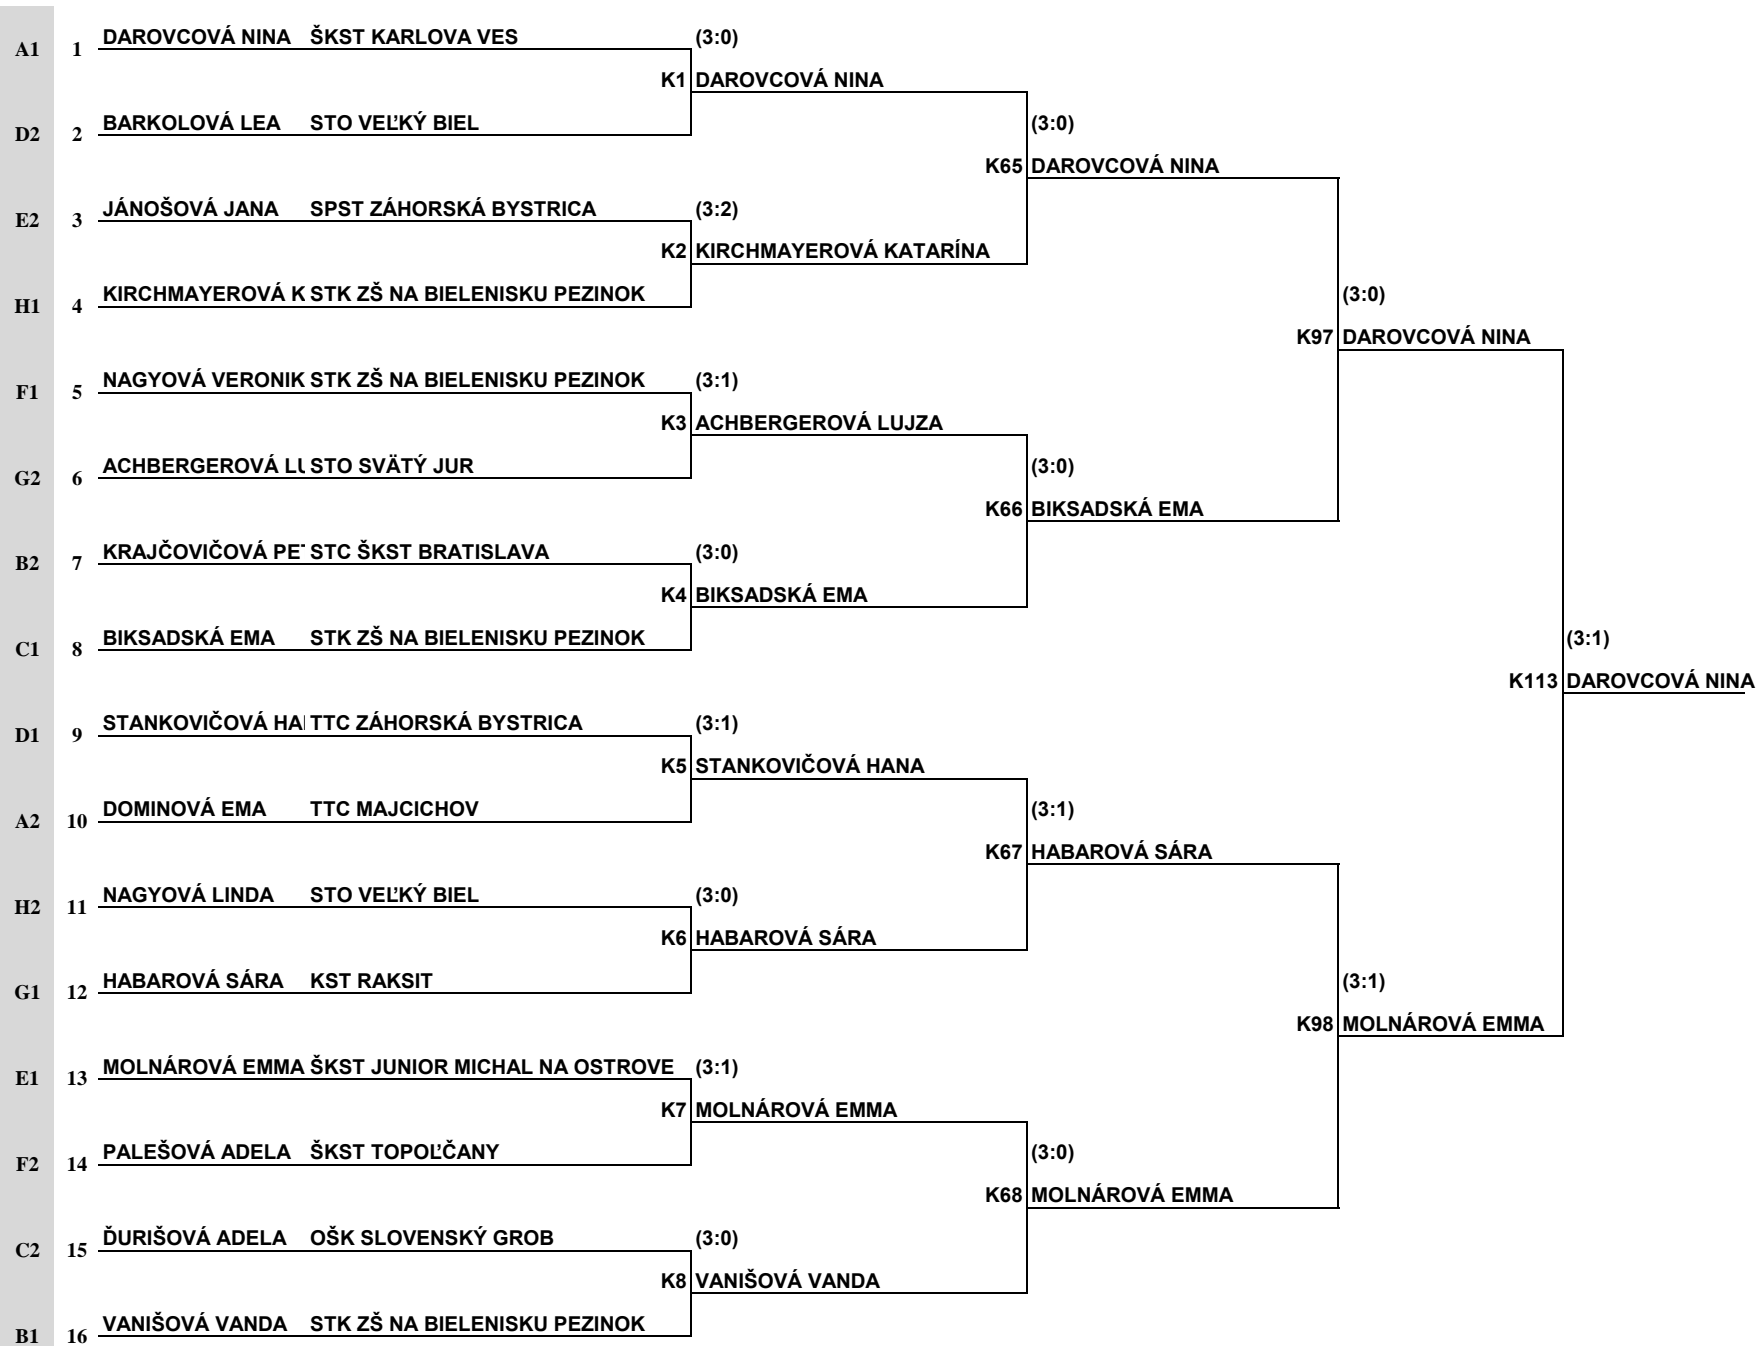 A1 1 DAROVCOVÁ NINA ŠKST KARLOVA VES (3:0)
K1 DAROVCOVÁ NINA
D2 2 BARKOLOVÁ LEA STO VEĽKÝ BIEL (3:0)
K65 DAROVCOVÁ NINA
E2 3 JÁNOŠOVÁ JANA SPST ZÁHORSKÁ BYSTRICA (3:2)
K2 KIRCHMAYEROVÁ KATARÍNA
H1 4 KIRCHMAYEROVÁ K STK ZŠ NA BIELENISKU PEZINOK (3:0)
K97 DAROVCOVÁ NINA
F1 5 NAGYOVÁ VERONIK STK ZŠ NA BIELENISKU PEZINOK (3:1)
K3 ACHBERGEROVÁ LUJZA
G2 6 ACHBERGEROVÁ LU STO SVÄTÝ JUR (3:0)
K66 BIKSADSKÁ EMA
B2 7 KRAJČOVIČOVÁ PET STC ŠKST BRATISLAVA (3:0)
K4 BIKSADSKÁ EMA
C1 8 BIKSADSKÁ EMA STK ZŠ NA BIELENISKU PEZINOK (3:1)
K113 DAROVCOVÁ NINA
D1 9 STANKOVIČOVÁ HA TTC ZÁHORSKÁ BYSTRICA (3:1)
K5 STANKOVIČOVÁ HANA
A2 10 DOMINOVÁ EMA TTC MAJCICHOV (3:1)
K67 HABAROVÁ SÁRA
H2 11 NAGYOVÁ LINDA STO VEĽKÝ BIEL (3:0)
K6 HABAROVÁ SÁRA
G1 12 HABAROVÁ SÁRA KST RAKSIT (3:1)
K98 MOLNÁROVÁ EMMA
E1 13 MOLNÁROVÁ EMMA ŠKST JUNIOR MICHAL NA OSTROVE (3:1)
K7 MOLNÁROVÁ EMMA
F2 14 PALEŠOVÁ ADELA ŠKST TOPOĽČANY (3:0)
K68 MOLNÁROVÁ EMMA
C2 15 ĎURIŠOVÁ ADELA OŠK SLOVENSKÝ GROB (3:0)
K8 VANIŠOVÁ VANDA
B1 16 VANIŠOVÁ VANDA STK ZŠ NA BIELENISKU PEZINOK